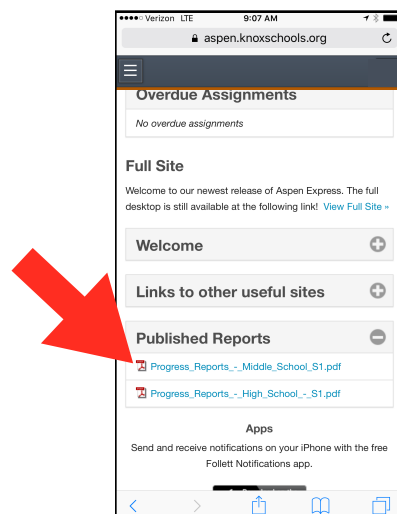 Verizon LTE 9:07 AM
aspen.knoxschools.org
Overdue Assignments
No overdue assignments
Full Site
Welcome to our newest release of Aspen Express. The full
desktop is still available at the following link! View Full Site »
Welcome
Links to other useful sites
Published Reports
Progress_Reports_-_Middle_School_S1.pdf
Progress_Reports_-_High_School_-_S1.pdf
Apps
Send and receive notifications on your iPhone with the free
Follett Notifications app.